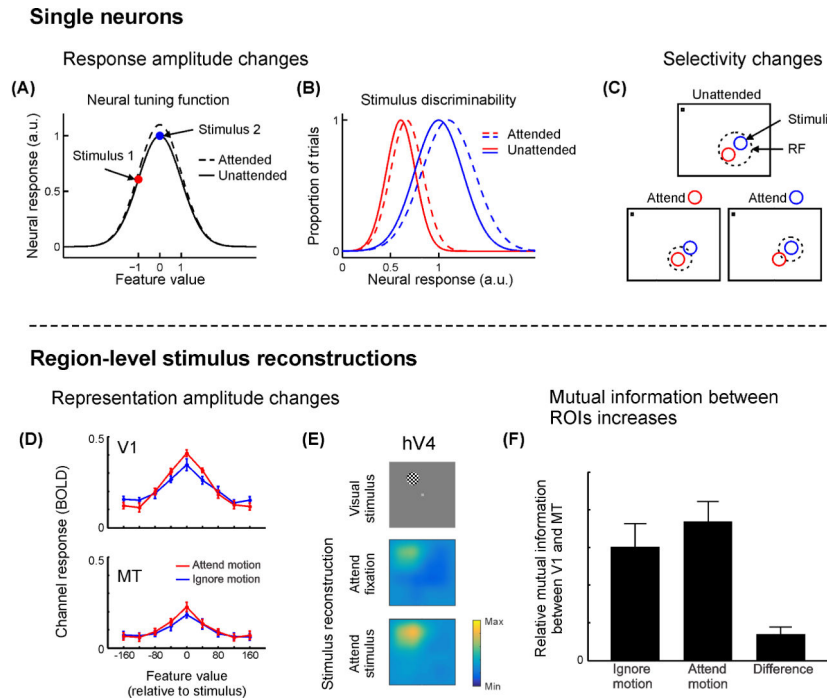 Single neurons
Response amplitude changes
Selectivity changes
(A)
Neural tuning function
Neural response (a.u.)
1
0.5
0
Stimulus 1
Stimulus 2
Attended
Unattended
-1 0 1
Feature value
(B)
Stimulus discriminability
Proportion of trials
1
0
Attended
Unattended
0 0.5 1
Neural response (a.u.)
(C)
Unattended
Stimuli
RF
Attend
Attend
Region-level stimulus reconstructions
Representation amplitude changes
Mutual information between
ROIs increases
(D)
Channel response (BOLD)
0.5
V1
0
0.5
MT
Attend motion
Ignore motion
0
-160 -80 0 80 160
Feature value
(relative to stimulus)
(E)
hV4
Visual
stimulus
Stimulus reconstruction
Attend
fixation
Attend
stimulus
Max
Min
(F)
Relative mutual information
between V1 and MT
Ignore
motion
Attend
motion
Difference